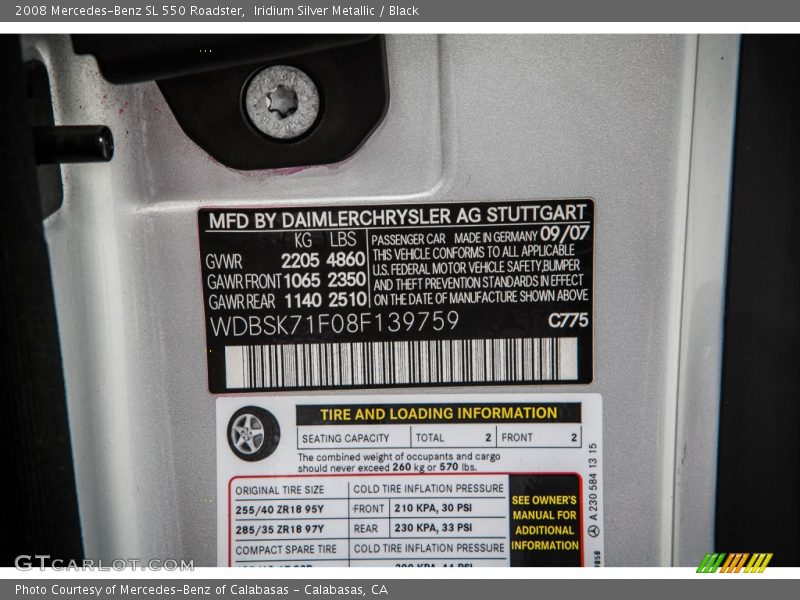 2008 Mercedes-Benz SL 550 Roadster,  Iridium Silver Metallic / Black
MFD BY DAIMLERCHRYSLER AG STUTTGART
KG LBS
GVWR 2205 4860
GAWR FRONT 1065 2350
GAWR REAR 1140 2510
PASSENGER CAR MADE IN GERMANY 09/07
THIS VEHICLE CONFORMS TO ALL APPLICABLE
U.S. FEDERAL MOTOR VEHICLE SAFETY,BUMPER
AND THEFT PREVENTION STANDARDS IN EFFECT
ON THE DATE OF MANUFACTURE SHOWN ABOVE
WDBSK71F08F139759 C775
TIRE AND LOADING INFORMATION
SEATING CAPACITY TOTAL 2 FRONT 2
The combined weight of occupants and cargo
should never exceed 260 kg or 570 lbs.
ORIGINAL TIRE SIZE COLD TIRE INFLATION PRESSURE
255/40 ZR18 95Y FRONT 210 KPA, 30 PSI
285/35 ZR18 97Y REAR 230 KPA, 33 PSI
COMPACT SPARE TIRE COLD TIRE INFLATION PRESSURE
SEE OWNER'S
MANUAL FOR
ADDITIONAL
INFORMATION
A 230 584 13 15
GTCARLOT.COM
Photo Courtesy of Mercedes-Benz of Calabasas - Calabasas, CA